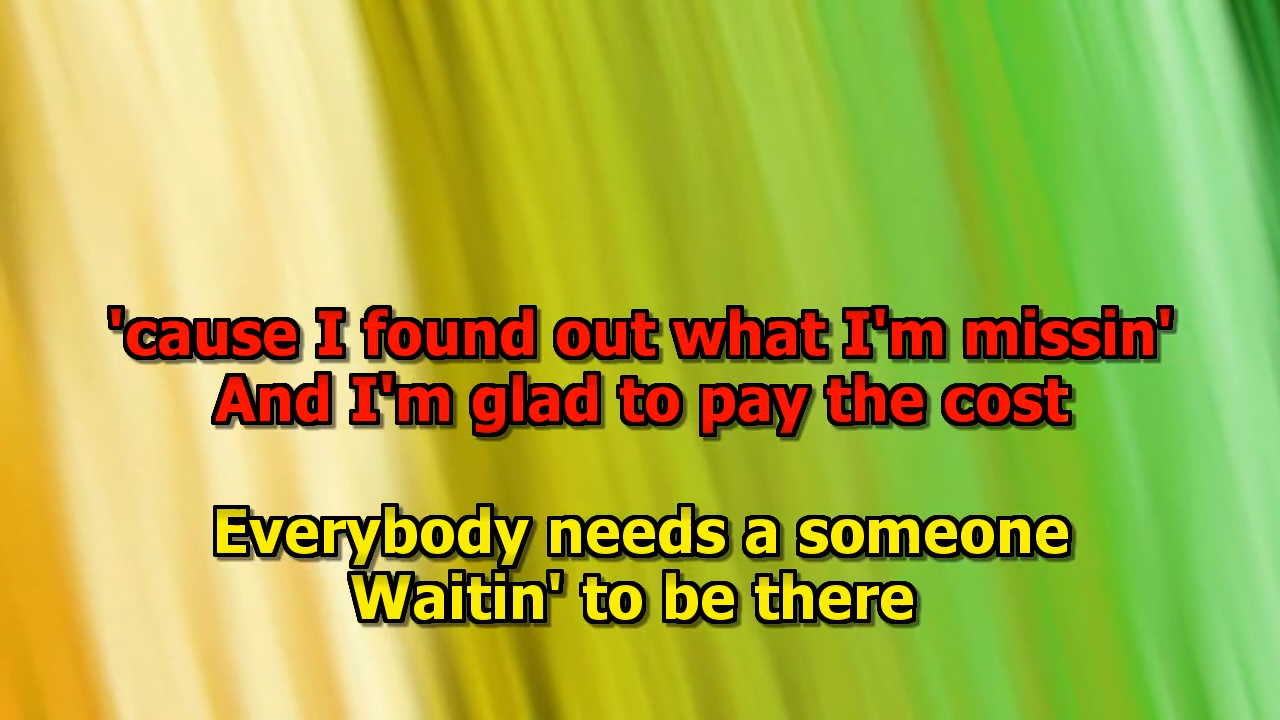 'cause I found out what I'm missin'
And I'm glad to pay the cost
Everybody needs a someone
Waitin' to be there